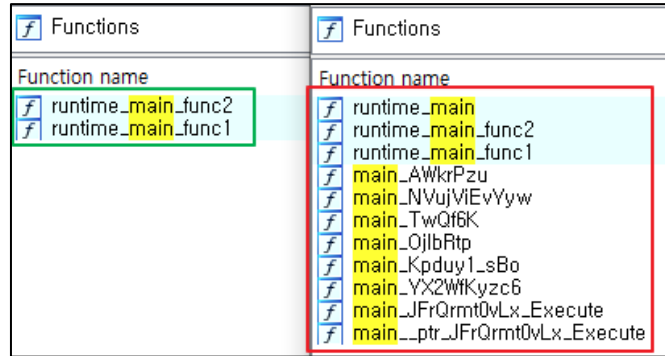 Functions
Function name
runtime_main_func2
runtime_main_func1
Functions
Function name
runtime_main
runtime_main_func2
runtime_main_func1
main_AWkrPzu
main_NVujViEvYyw
main_TwQf6K
main_OjlbRtp
main_Kpduy1_sBo
main_YX2WfKyzc6
main_JFrQrmt0vLx_Execute
main__ptr_JFrQrmt0vLx_Execute